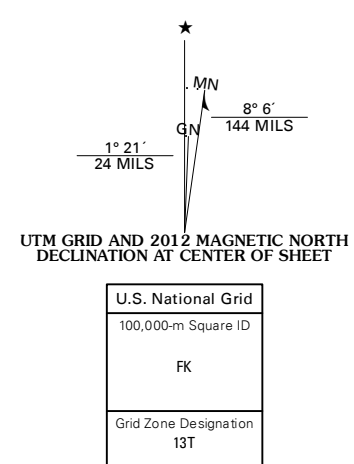 ★
MN
8° 6´
144 MILS
GN
1° 21´
24 MILS
UTM GRID AND 2012 MAGNETIC NORTH
DECLINATION AT CENTER OF SHEET
U.S. National Grid
100,000-m Square ID
FK
Grid Zone Designation
13T